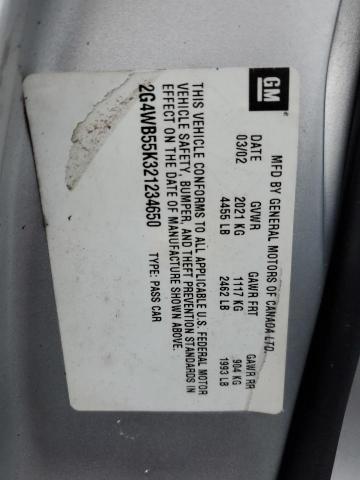 GM
MFD BY GENERAL MOTORS OF CANADA LTD.
DATE GVWR GAWR FRT GAWR RR
03/02 2021 KG 1117 KG 904 KG
4455 LB 2462 LB 1993 LB
THIS VEHICLE CONFORMS TO ALL APPLICABLE U.S. FEDERAL MOTOR
VEHICLE SAFETY, BUMPER, AND THEFT PREVENTION STANDARDS IN
EFFECT ON THE DATE OF MANUFACTURE SHOWN ABOVE.
2G4WB55K321234650 TYPE: PASS CAR